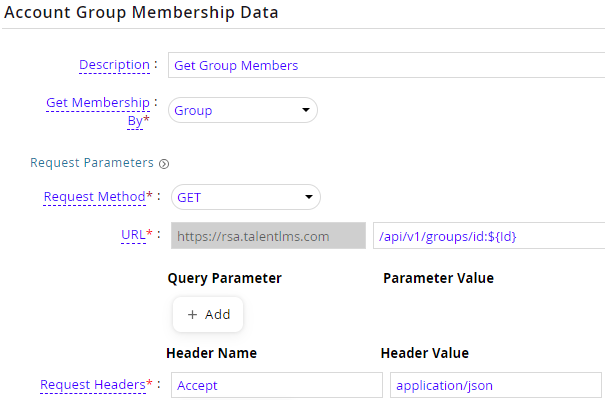 Account Group Membership Data
Description : Get Group Members
Get Membership : By* Group
Request Parameters
Request Method* : GET
URL* : https://rsa.talentlms.com /api/v1/groups/id:${Id}
Query Parameter Parameter Value
+ Add
Header Name Header Value
Request Headers* : Accept application/json